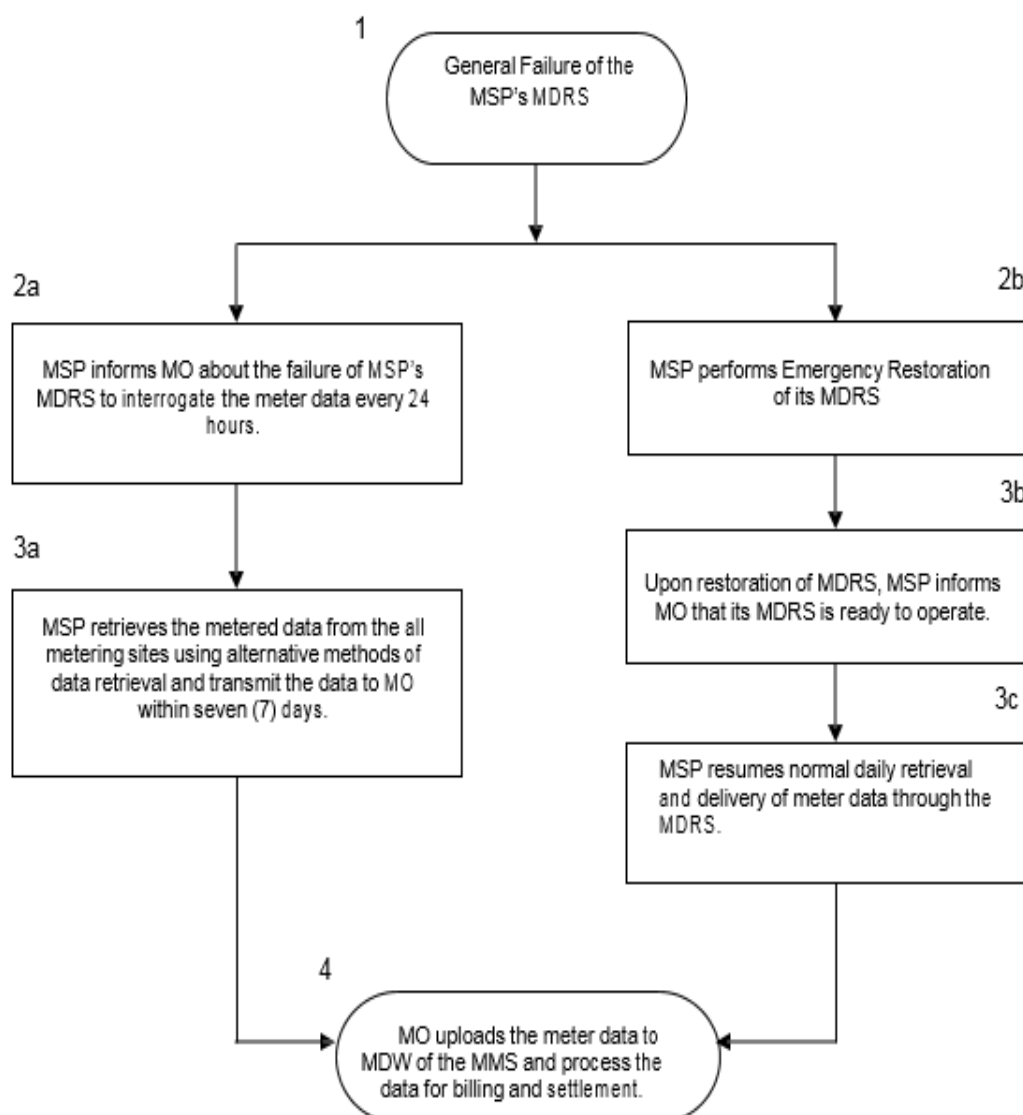 1
General Failure of the
MSP's MDRS
2a
2b
MSP informs MO about the failure of MSP's
MDRS to interrogate the meter data every 24
hours.
MSP performs Emergency Restoration
of its MDRS
3a
3b
MSP retrieves the metered data from the all
metering sites using alternative methods of
data retrieval and transmit the data to MO
within seven (7) days.
Upon restoration of MDRS, MSP informs
MO that its MDRS is ready to operate.
3c
MSP resumes normal daily retrieval
and delivery of meter data through the
MDRS.
4
MO uploads the meter data to
MDW of the MMS and process the
data for billing and settlement.